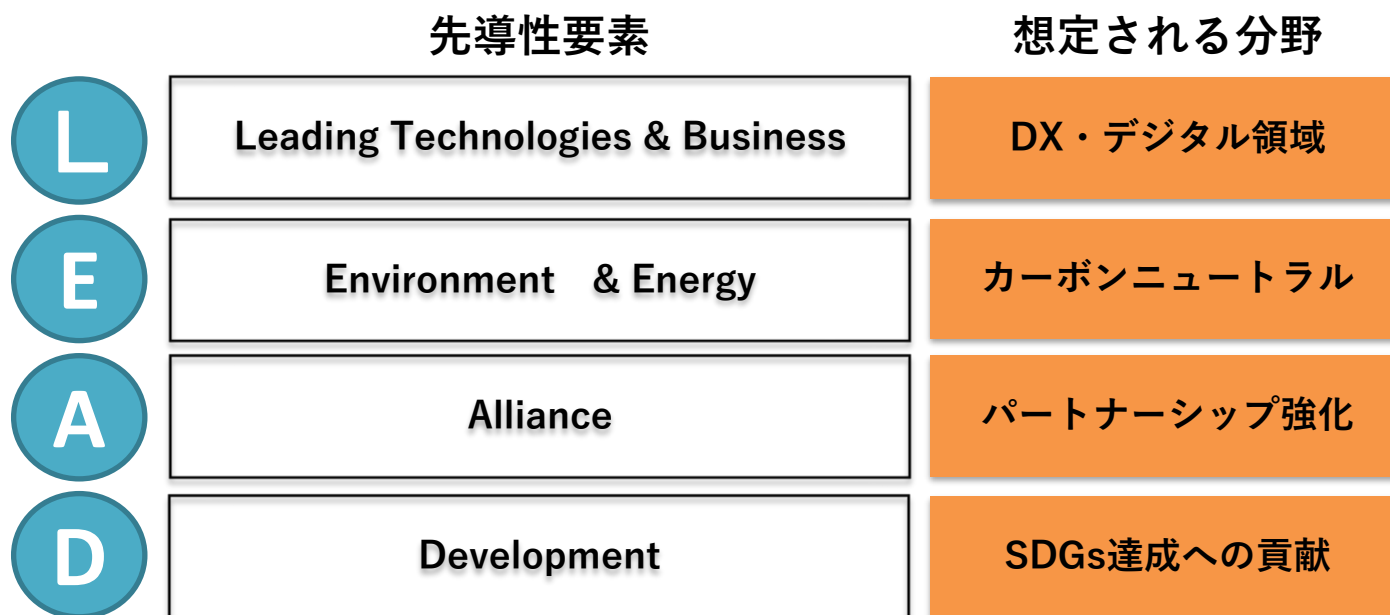 先導性要素 想定される分野
L Leading Technologies & Business DX・デジタル領域
E Environment　& Energy カーボンニュートラル
A Alliance パートナーシップ強化
D Development SDGs達成への貢献